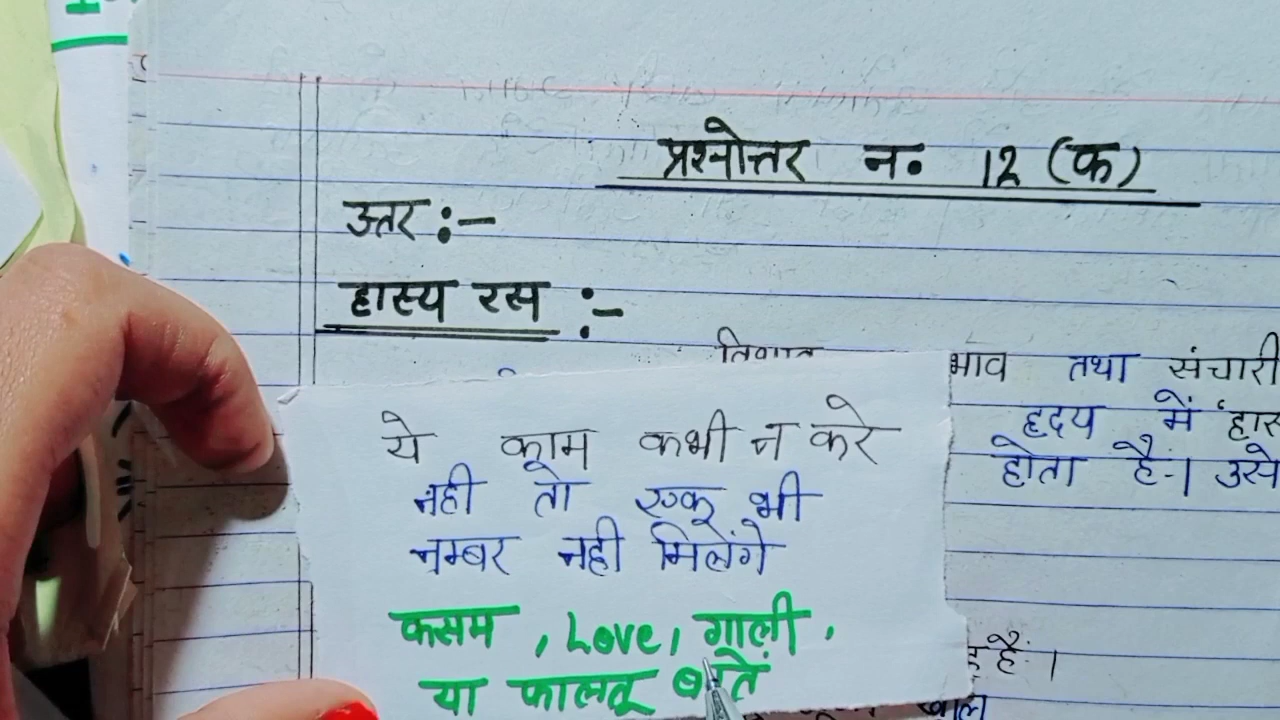 प्रश्नोत्तर न. 12 (क)
उत्तर :-
हास्य रस :-
भाव तथा संचारी
हृदय में 'हास
होता है। उसे
ये काम कभी न करे
नही तो एक भी
नम्बर नही मिलेंगे
कसम, Love, गाली,
या फालतू बातें
है।